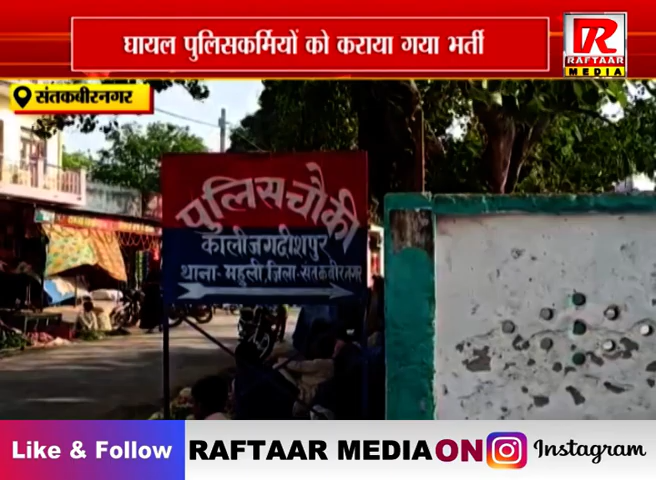 घायल पुलिसकर्मियों को कराया गया भर्ती
R
RAFTAAR
MEDIA
संतकबीरनगर
पुलिस चौकी
कालीजगदीशपुर
थाना- महुली, जिला- संतकबीरनगर
Like & Follow RAFTAAR MEDIA ON Instagram